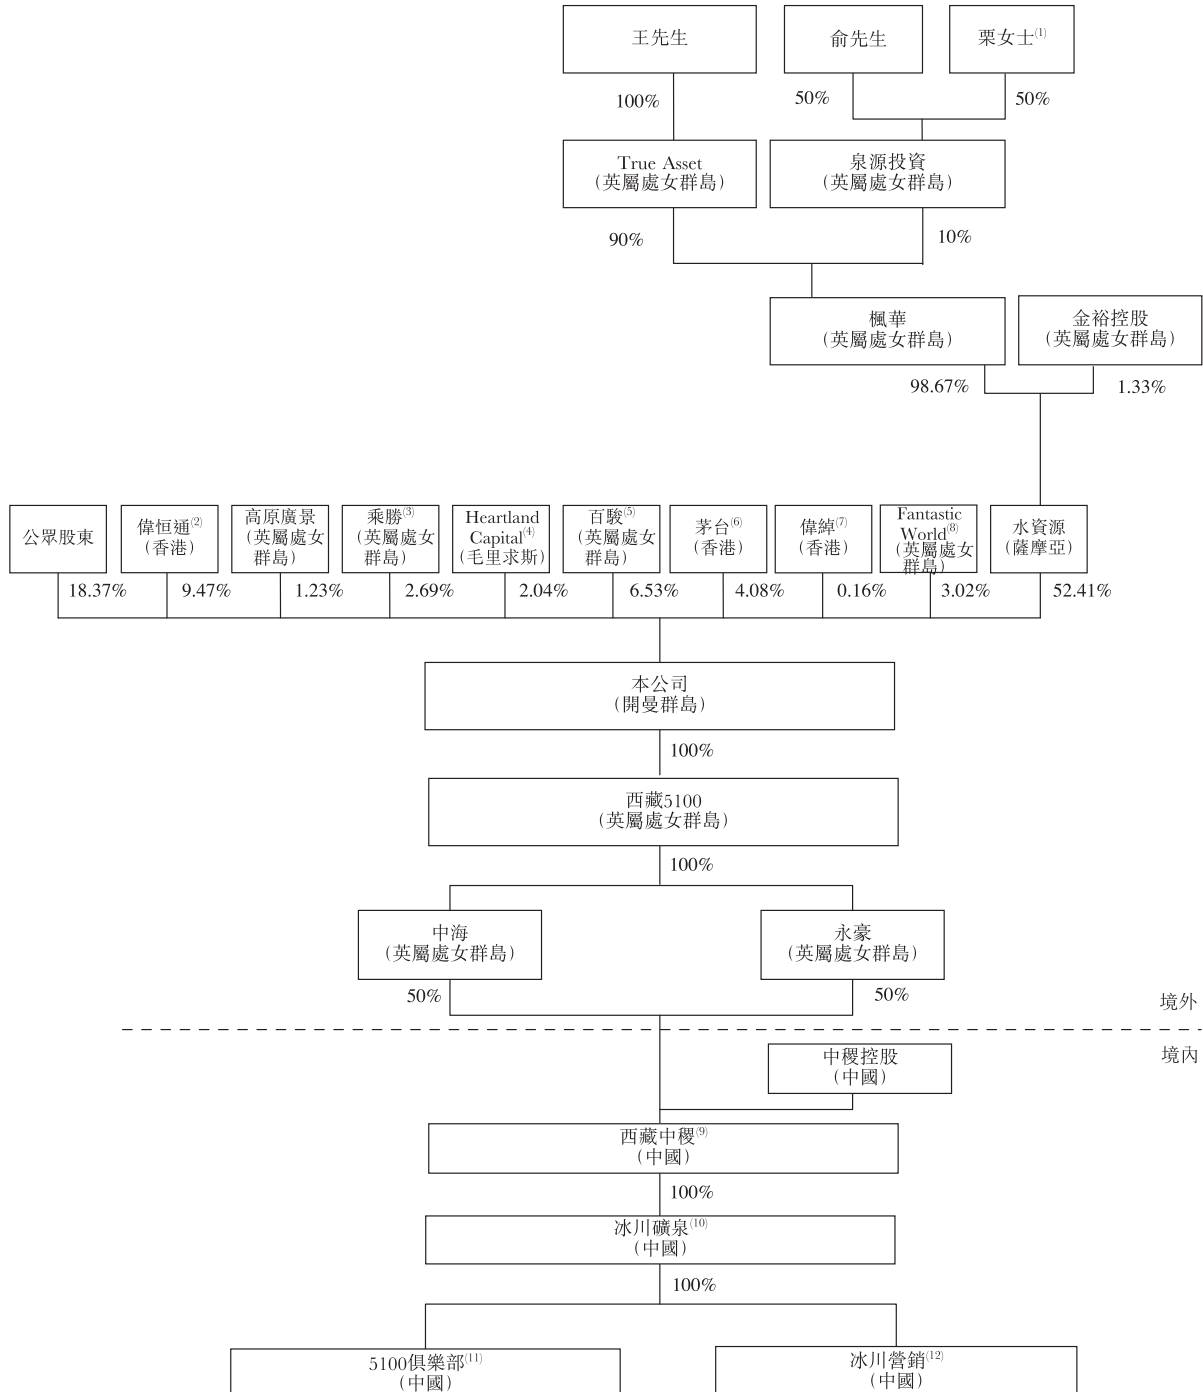 王先生
俞先生
栗女士(1)
100%
50%
50%
True Asset
（英屬處女群島）
泉源投資
（英屬處女群島）
90%
10%
楓華
（英屬處女群島）
金裕控股
（英屬處女群島）
98.67%
1.33%
公眾股東
偉恒通(2)
（香港）
高原廣景
（英屬處女
群島）
乘勝(3)
（英屬處女
群島）
Heartland
Capital(4)
（毛里求斯）
百駿(5)
（英屬處女
群島）
茅台(6)
（香港）
偉綽(7)
（香港）
Fantastic
World(8)
（英屬處女
群島）
水資源
（薩摩亞）
18.37%
9.47%
1.23%
2.69%
2.04%
6.53%
4.08%
0.16%
3.02%
52.41%
本公司
（開曼群島）
100%
西藏5100
（英屬處女群島）
100%
中海
（英屬處女群島）
永豪
（英屬處女群島）
50%
50%
境外
境內
中稷控股
（中國）
西藏中稷(9)
（中國）
100%
冰川礦泉(10)
（中國）
100%
5100俱樂部(11)
（中國）
冰川營銷(12)
（中國）